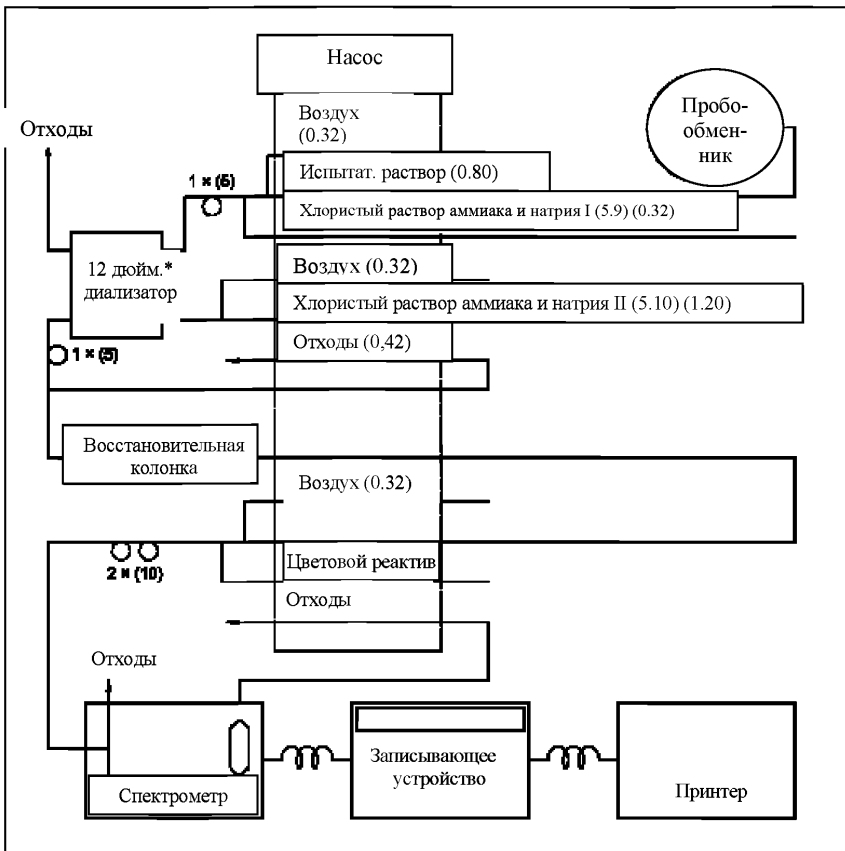 Насос
Воздух
(0.32)
Пробо-
обмен-
ник
Отходы
Испытат. раствор (0.80)
1 × (5)
Хлористый раствор аммиака и натрия I (5.9) (0.32)
12 дюйм.*
диализатор
Воздух (0.32)
Хлористый раствор аммиака и натрия II (5.10) (1.20)
Отходы (0,42)
1 × (5)
Восстановительная
колонка
Воздух (0.32)
Цветовой реактив
2 × (10)
Отходы
Отходы
Спектрометр
Записывающее
устройство
Принтер